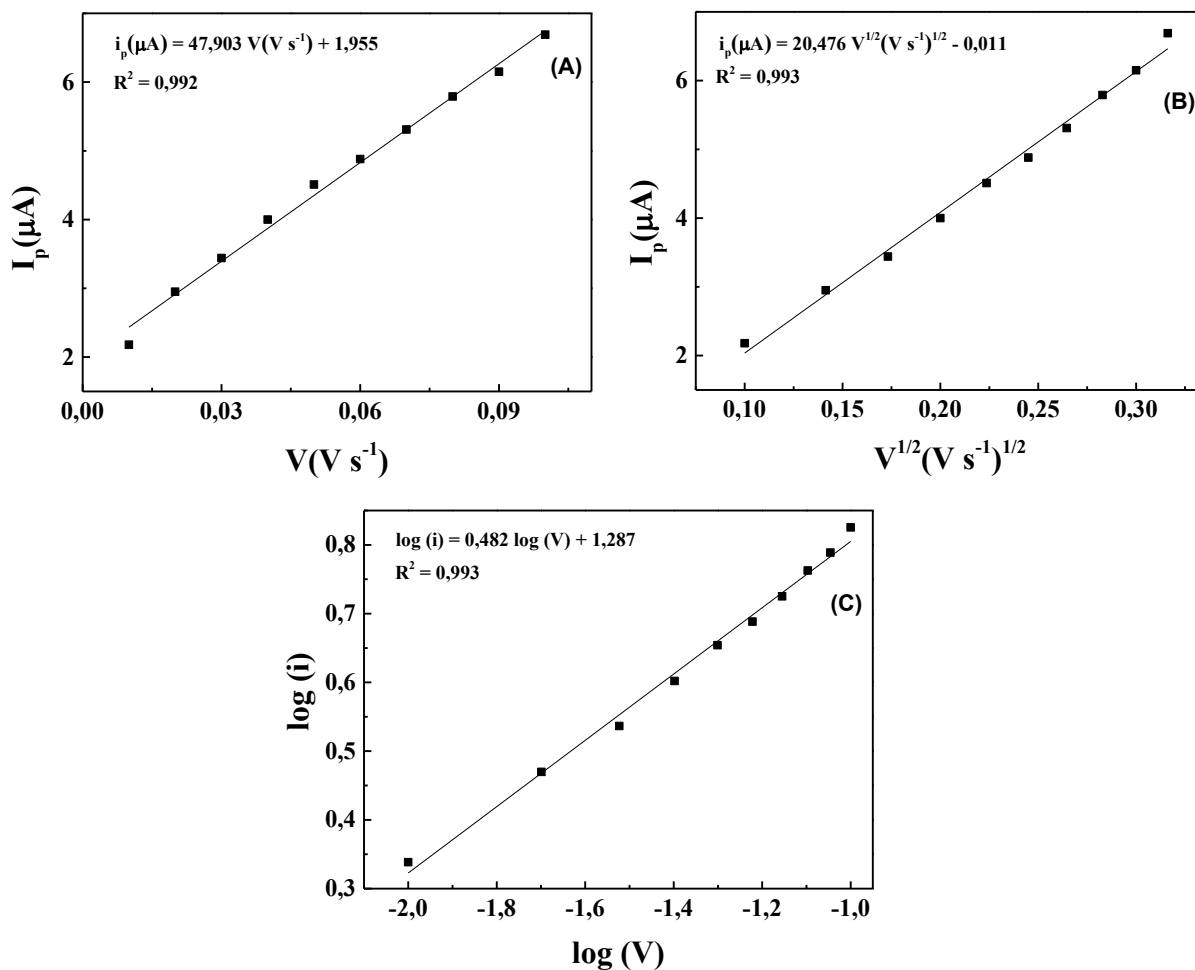 i_p(μA) = 47,903 V(V s⁻¹) + 1,955
R² = 0,992
(A)
6
4
2
I_p(μA)
0,00 0,03 0,06 0,09
V(V s⁻¹)
i_p(μA) = 20,476 V^{1/2}(V s⁻¹)^{1/2} - 0,011
R² = 0,993
(B)
6
4
2
I_p(μA)
0,10 0,15 0,20 0,25 0,30
V^{1/2}(V s⁻¹)^{1/2}
log (i) = 0,482 log (V) + 1,287
R² = 0,993
(C)
0,8
0,7
0,6
0,5
0,4
0,3
log (i)
-2,0 -1,8 -1,6 -1,4 -1,2 -1,0
log (V)